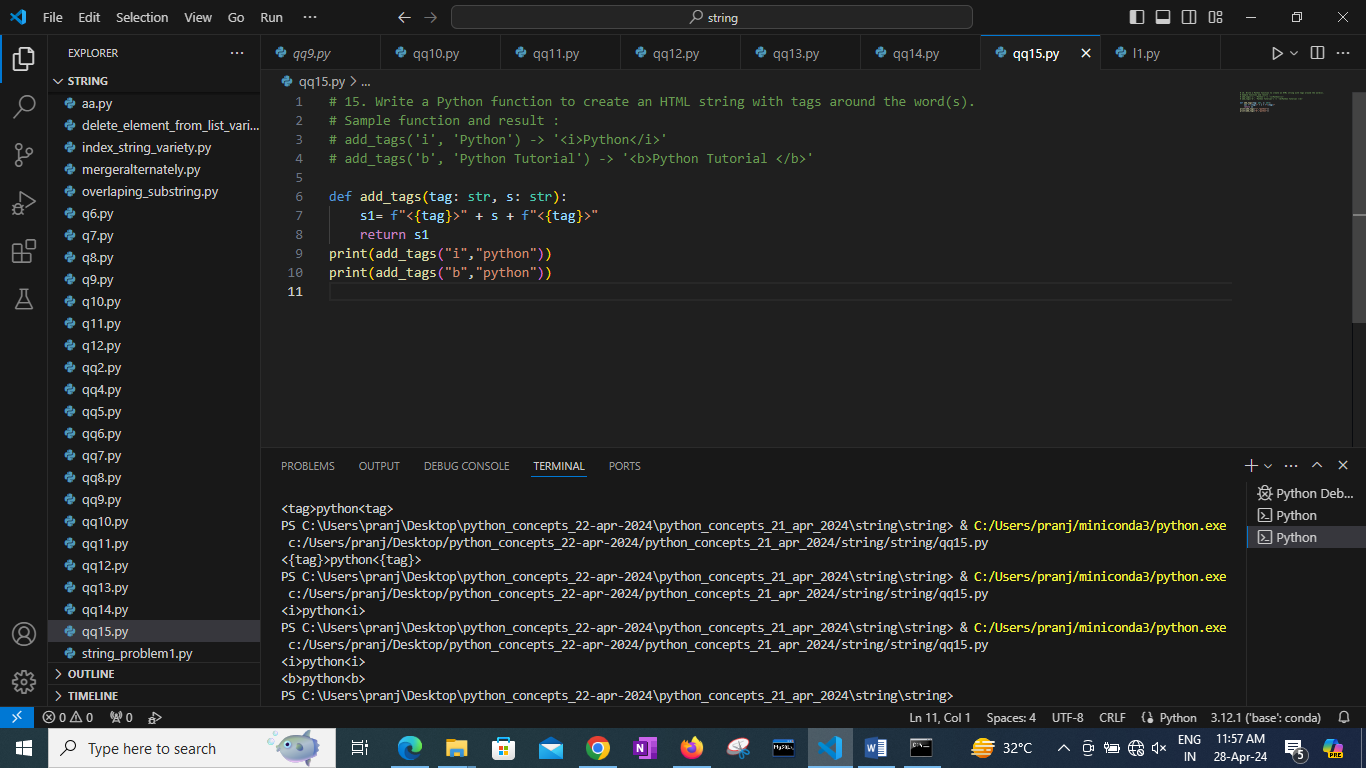 File Edit Selection View Go Run ···
string
EXPLORER ···
STRING
aa.py
delete_element_from_list_vari...
index_string_variety.py
mergeralternately.py
overlaping_substring.py
q6.py
q7.py
q8.py
q9.py
q10.py
q11.py
q12.py
qq2.py
qq4.py
qq5.py
qq6.py
qq7.py
qq8.py
qq9.py
qq10.py
qq11.py
qq12.py
qq13.py
qq14.py
qq15.py
string_problem1.py
OUTLINE
TIMELINE
qq9.py qq10.py qq11.py qq12.py qq13.py qq14.py qq15.py l1.py
qq15.py > ...
1 # 15. Write a Python function to create an HTML string with tags around the word(s).
2 # Sample function and result :
3 # add_tags('i', 'Python') -> '<i>Python</i>'
4 # add_tags('b', 'Python Tutorial') -> '<b>Python Tutorial </b>'
5
6 def add_tags(tag: str, s: str):
7 s1= f"<{tag}>" + s + f"<{tag}>"
8 return s1
9 print(add_tags("i","python"))
10 print(add_tags("b","python"))
11
PROBLEMS OUTPUT DEBUG CONSOLE TERMINAL PORTS
<tag>python<tag>
PS C:\Users\pranj\Desktop\python_concepts_22-apr-2024\python_concepts_21_apr_2024\string\string> & C:/Users/pranj/miniconda3/python.exe
c:/Users/pranj/Desktop/python_concepts_22-apr-2024/python_concepts_21_apr_2024/string/string/qq15.py
<{tag}>python<{tag}>
PS C:\Users\pranj\Desktop\python_concepts_22-apr-2024\python_concepts_21_apr_2024\string\string> & C:/Users/pranj/miniconda3/python.exe
c:/Users/pranj/Desktop/python_concepts_22-apr-2024/python_concepts_21_apr_2024/string/string/qq15.py
<i>python<i>
PS C:\Users\pranj\Desktop\python_concepts_22-apr-2024\python_concepts_21_apr_2024\string\string> & C:/Users/pranj/miniconda3/python.exe
c:/Users/pranj/Desktop/python_concepts_22-apr-2024/python_concepts_21_apr_2024/string/string/qq15.py
<i>python<i>
<b>python<b>
PS C:\Users\pranj\Desktop\python_concepts_22-apr-2024\python_concepts_21_apr_2024\string\string>
Python Deb...
Python
Python
0 0 0 Ln 11, Col 1 Spaces: 4 UTF-8 CRLF Python 3.12.1 ('base': conda)
Type here to search
32°C
ENG
IN
11:57 AM
28-Apr-24
5
PRE